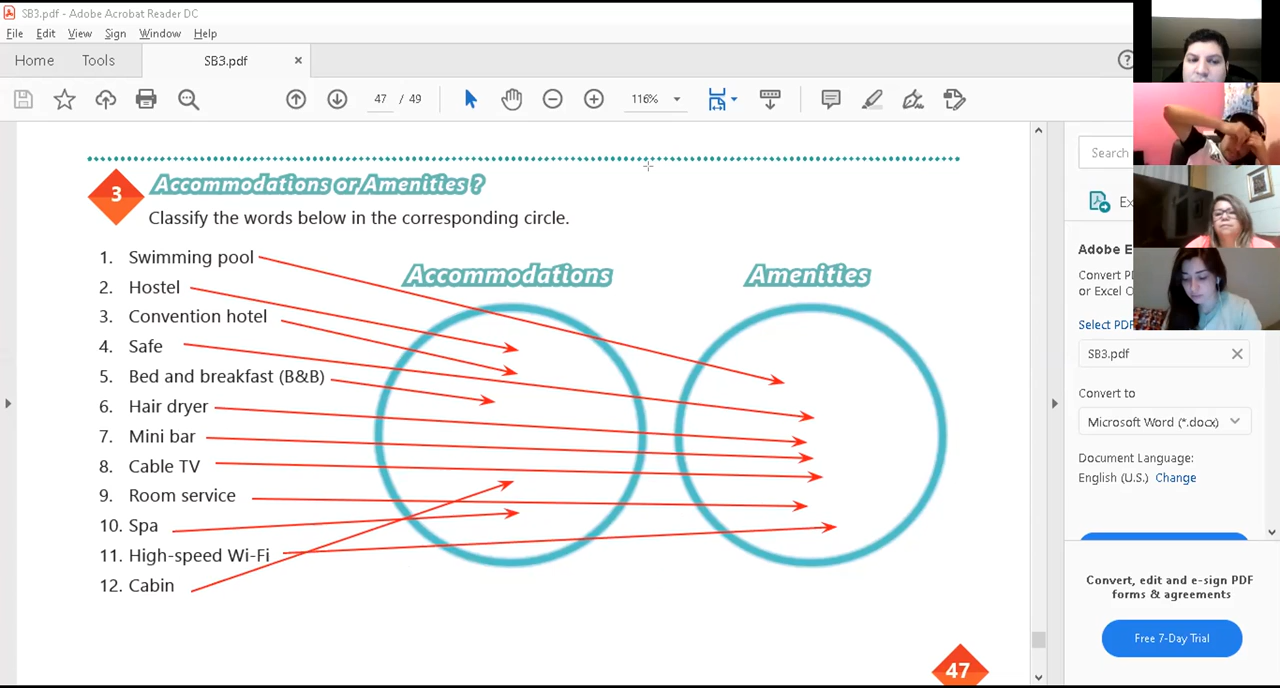 SB3.pdf - Adobe Acrobat Reader DC
File Edit View Sign Window Help
Home Tools SB3.pdf
47 / 49 116%
3 Accommodations or Amenities ?
Classify the words below in the corresponding circle.
Accommodations Amenities
1. Swimming pool
2. Hostel
3. Convention hotel
4. Safe
5. Bed and breakfast (B&B)
6. Hair dryer
7. Mini bar
8. Cable TV
9. Room service
10. Spa
11. High-speed Wi-Fi
12. Cabin
47
Search
Ex
Adobe E
Convert PD
or Excel O
Select PDF
SB3.pdf
Convert to
Microsoft Word (*.docx)
Document Language:
English (U.S.) Change
Convert, edit and e-sign PDF
forms & agreements
Free 7-Day Trial